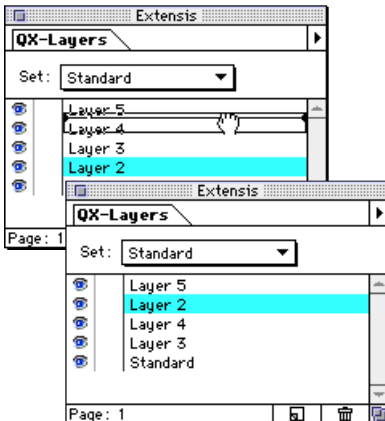 Extensis
QX-Layers
Set: Standard
Layer 5
Layer 4
Layer 3
Layer 2
Page: 1
Extensis
QX-Layers
Set: Standard
Layer 5
Layer 2
Layer 4
Layer 3
Standard
Page: 1